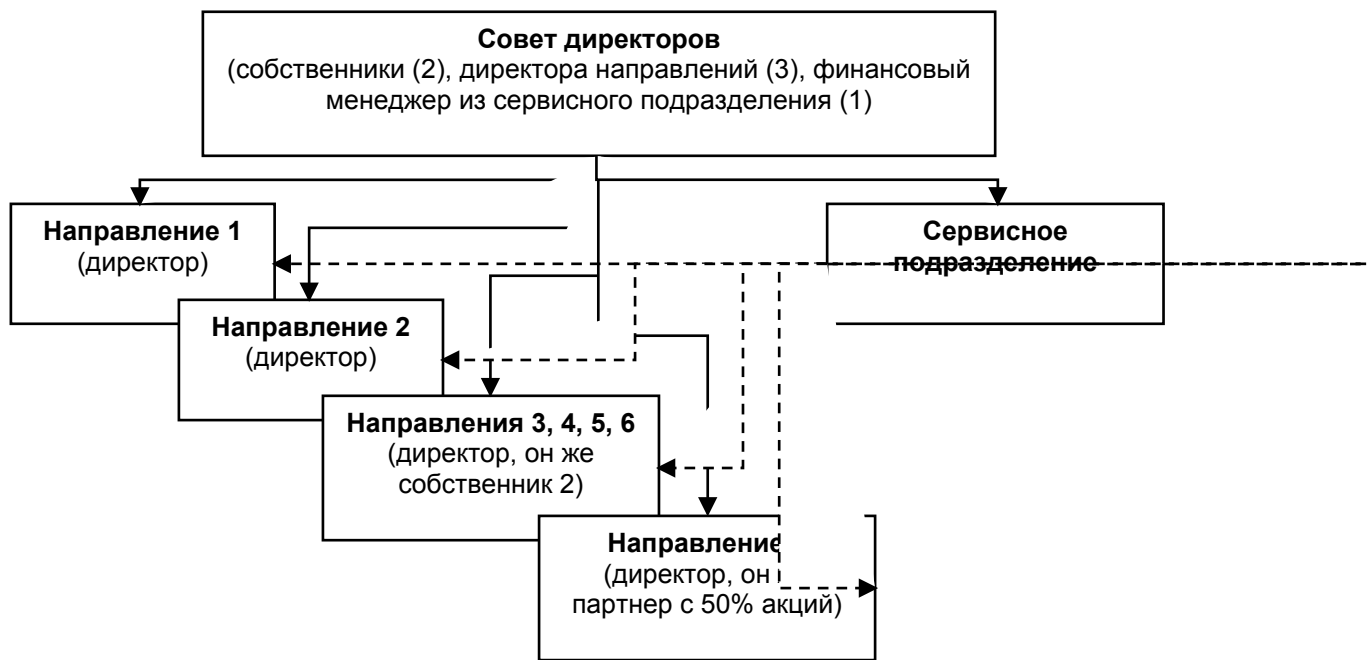 Совет директоров
(собственники (2), директора направлений (3), финансовый
менеджер из сервисного подразделения (1)
Направление 1
(директор)
Сервисное
подразделение
Направление 2
(директор)
Направления 3, 4, 5, 6
(директор, он же
собственник 2)
Направление
(директор, он
партнер с 50% акций)